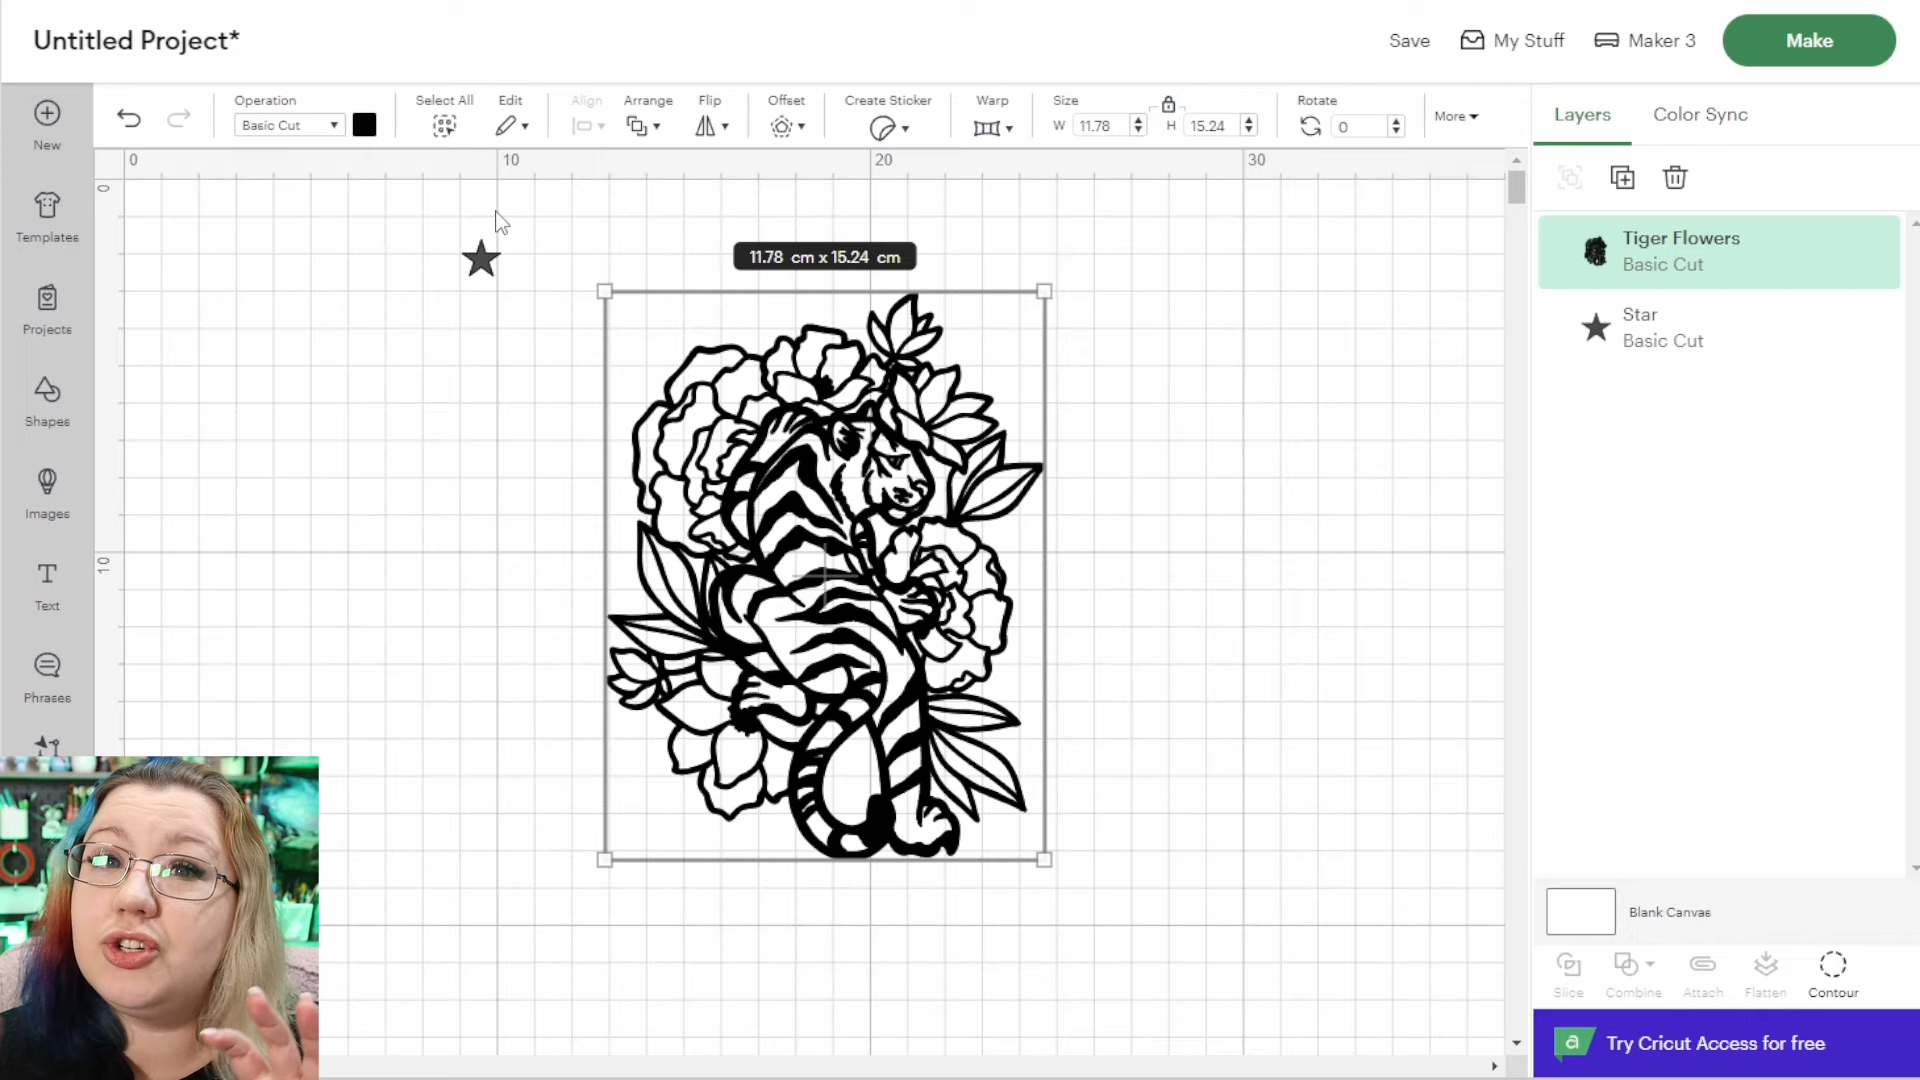 Untitled Project*
Save
My Stuff
Maker 3
Make
New
Templates
Projects
Shapes
Images
Text
Phrases
Operation
Basic Cut
Select All
Edit
Align
Arrange
Flip
Offset
Create Sticker
Warp
Size
W 11.78
H 15.24
Rotate
0
More
0 10 20 30
0
10
11.78 cm x 15.24 cm
Layers
Color Sync
Tiger Flowers
Basic Cut
Star
Basic Cut
Blank Canvas
Slice
Combine
Attach
Flatten
Contour
a
Try Cricut Access for free